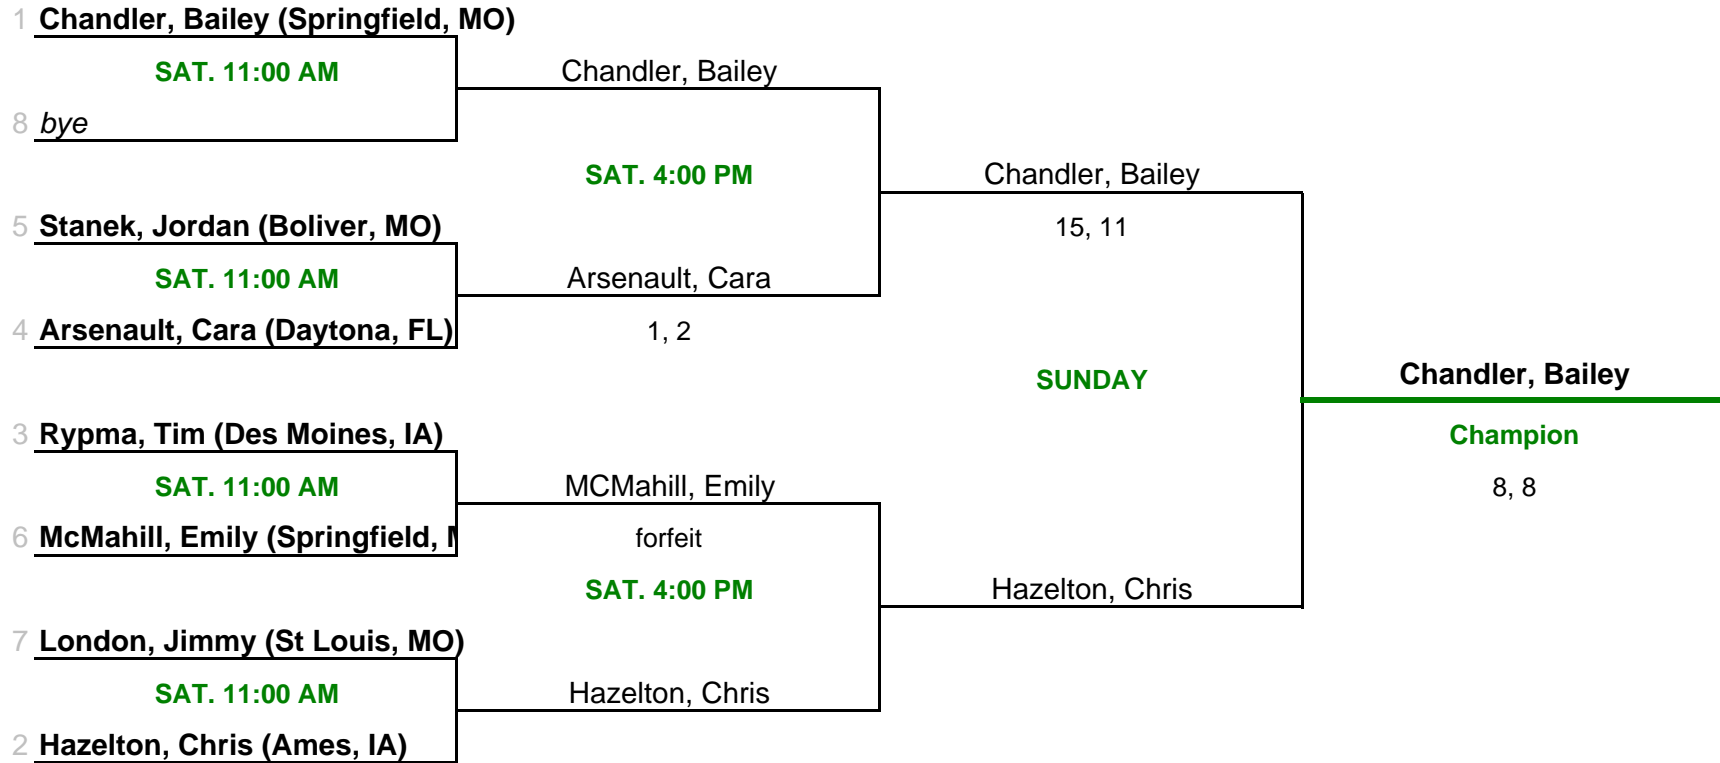 1 Chandler, Bailey (Springfield, MO)
SAT. 11:00 AM
Chandler, Bailey
8 bye
SAT. 4:00 PM
Chandler, Bailey
5 Stanek, Jordan (Boliver, MO)
15, 11
SAT. 11:00 AM
Arsenault, Cara
4 Arsenault, Cara (Daytona, FL)
1, 2
SUNDAY
Chandler, Bailey
3 Rypma, Tim (Des Moines, IA)
Champion
SAT. 11:00 AM
MCMahill, Emily
8, 8
6 McMahill, Emily (Springfield,
forfeit
SAT. 4:00 PM
Hazelton, Chris
7 London, Jimmy (St Louis, MO)
SAT. 11:00 AM
Hazelton, Chris
2 Hazelton, Chris (Ames, IA)